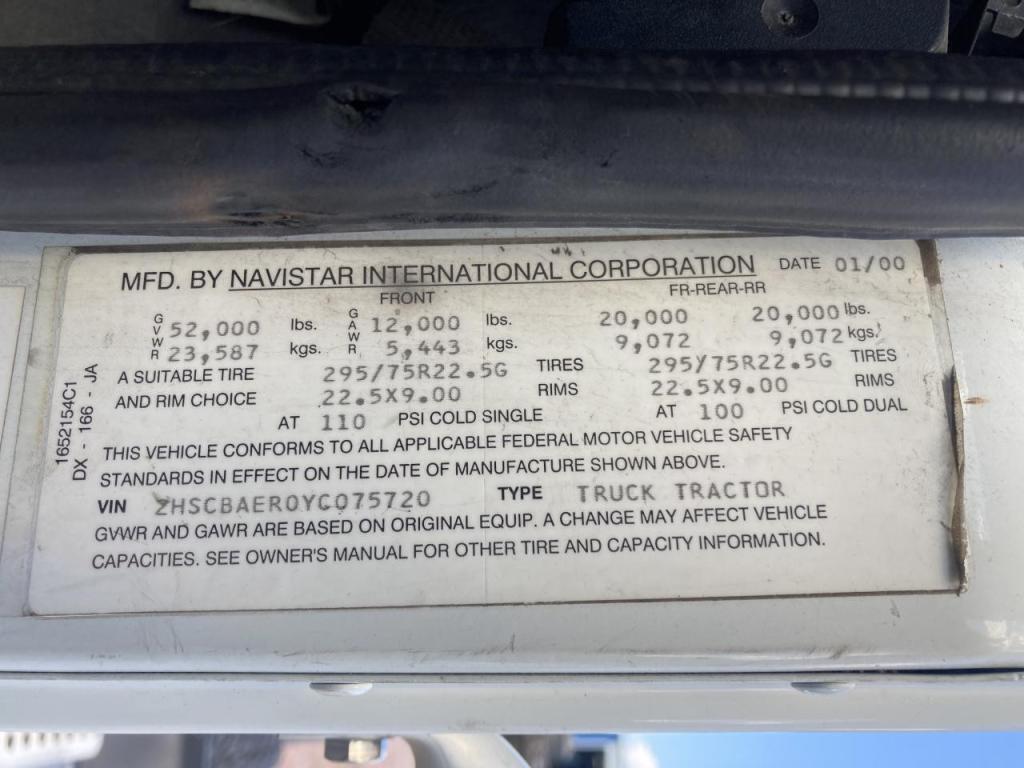 MFD. BY NAVISTAR INTERNATIONAL CORPORATION DATE 01/00
FRONT FR-REAR-RR
GVWR 52,000 lbs. GAWR 12,000 lbs. 20,000 20,000 lbs.
23,587 kgs. 5,443 kgs. 9,072 9,072 kgs.
A SUITABLE TIRE 295/75R22.5G TIRES 295/75R22.5G TIRES
AND RIM CHOICE 22.5X9.00 RIMS 22.5X9.00 RIMS
AT 110 PSI COLD SINGLE AT 100 PSI COLD DUAL
THIS VEHICLE CONFORMS TO ALL APPLICABLE FEDERAL MOTOR VEHICLE SAFETY
STANDARDS IN EFFECT ON THE DATE OF MANUFACTURE SHOWN ABOVE.
VIN 2HSCBAER0YC075720 TYPE TRUCK TRACTOR
GVWR AND GAWR ARE BASED ON ORIGINAL EQUIP. A CHANGE MAY AFFECT VEHICLE
CAPACITIES. SEE OWNER'S MANUAL FOR OTHER TIRE AND CAPACITY INFORMATION.
1652154C1
DX - 166 - JA